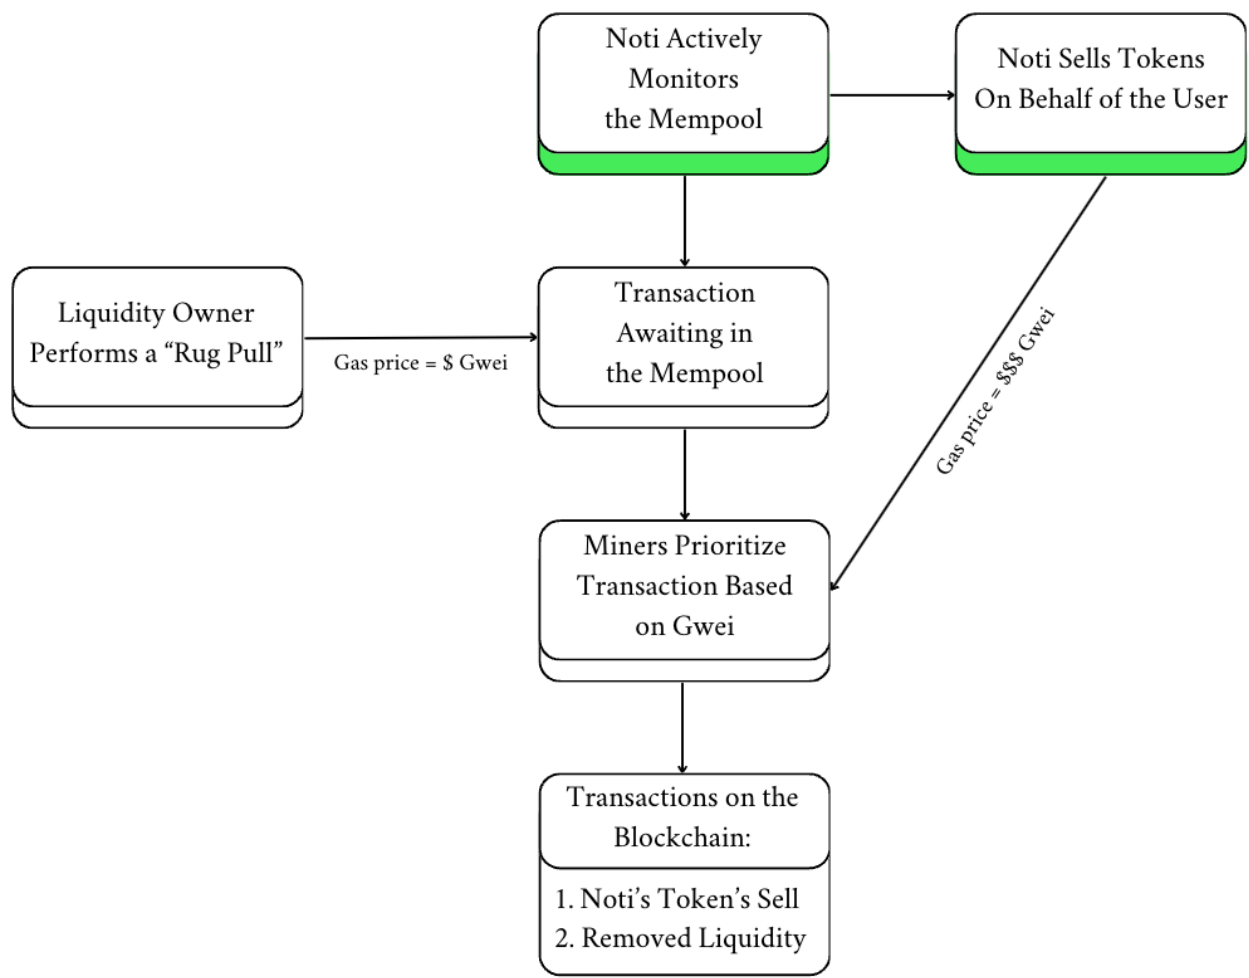 Noti Actively
Monitors
the Mempool
Noti Sells Tokens
On Behalf of the User
Liquidity Owner
Performs a “Rug Pull”
Gas price = $ Gwei
Transaction
Awaiting in
the Mempool
Gas price = $$$ Gwei
Miners Prioritize
Transaction Based
on Gwei
Transactions on the
Blockchain:
1. Noti’s Token’s Sell
2. Removed Liquidity